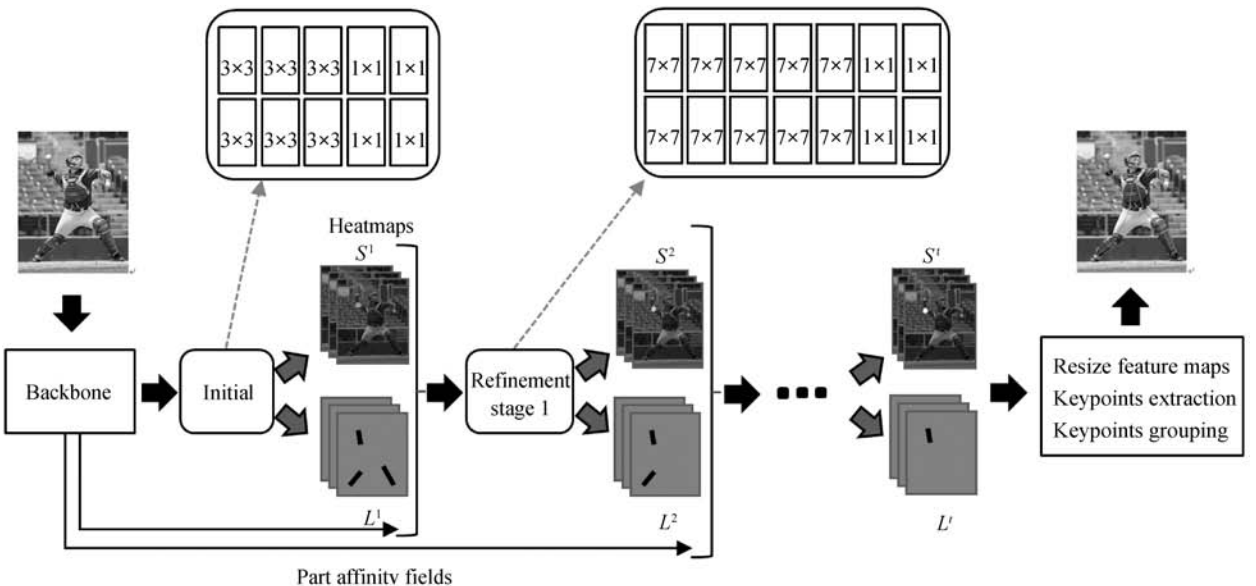 3×3 3×3 3×3 1×1 1×1
3×3 3×3 3×3 1×1 1×1
7×7 7×7 7×7 7×7 7×7 1×1 1×1
7×7 7×7 7×7 7×7 7×7 1×1 1×1
Heatmaps
S¹
S²
Sᵗ
Backbone
Initial
Refinement
stage 1
Resize feature maps
Keypoints extraction
Keypoints grouping
L¹
L²
Lᵗ
Part affinity fields